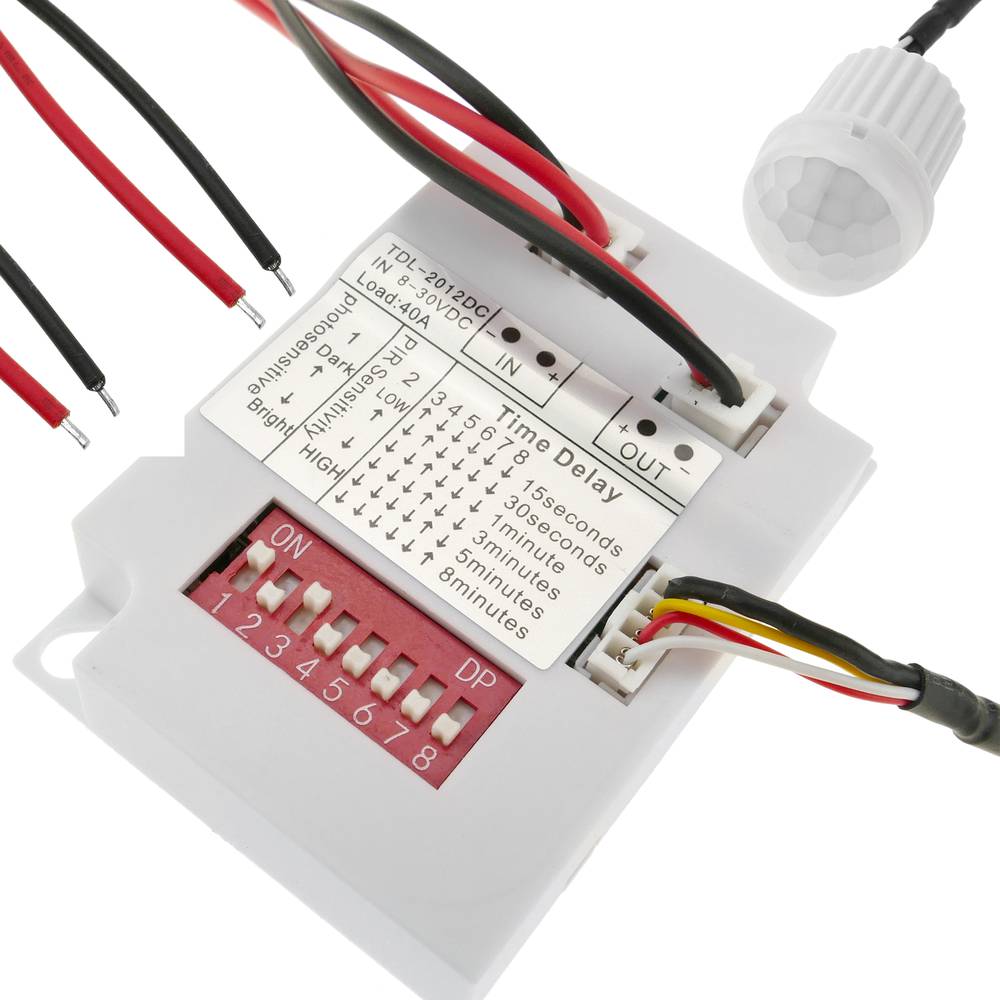 TDL-2012DC
IN 8-30VDC
Load:40A
- IN +
+ OUT -
1
photosensitive
Dark ↑
↓ Bright
2
PIR Sensitivity
Low ↑
↓ HIGH
3 4 5 6 7 8
Time Delay
↑ ↓ ↓ ↓ ↓ ↓ 15seconds
↓ ↑ ↓ ↓ ↓ ↓ 30seconds
↓ ↓ ↑ ↓ ↓ ↓ 1minute
↓ ↓ ↓ ↑ ↓ ↓ 3minutes
↓ ↓ ↓ ↓ ↑ ↓ 5minutes
↓ ↓ ↓ ↓ ↓ ↑ 8minutes
ON DP
1 2 3 4 5 6 7 8